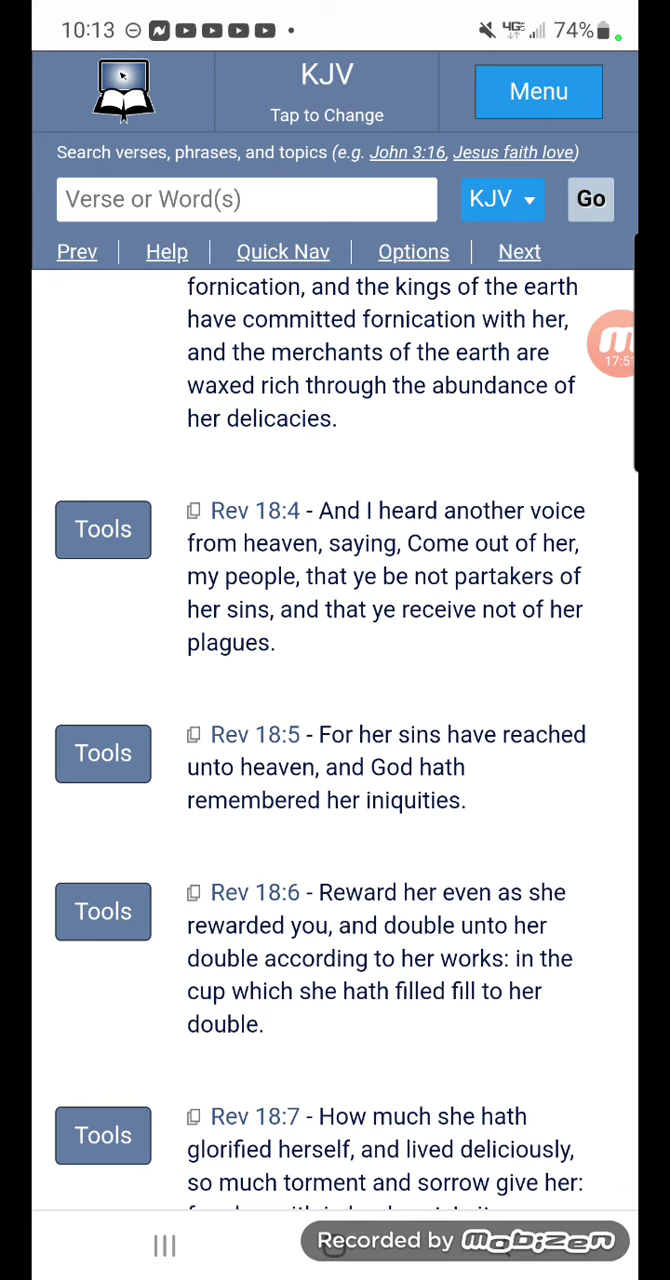 10:13 74%
KJV
Menu
Tap to Change
Search verses, phrases, and topics (e.g. John 3:16, Jesus faith love)
Verse or Word(s) KJV Go
Prev Help Quick Nav Options Next
fornication, and the kings of the earth
have committed fornication with her,
and the merchants of the earth are
waxed rich through the abundance of
her delicacies.
17:51
Tools
Rev 18:4 - And I heard another voice
from heaven, saying, Come out of her,
my people, that ye be not partakers of
her sins, and that ye receive not of her
plagues.
Tools
Rev 18:5 - For her sins have reached
unto heaven, and God hath
remembered her iniquities.
Tools
Rev 18:6 - Reward her even as she
rewarded you, and double unto her
double according to her works: in the
cup which she hath filled fill to her
double.
Tools
Rev 18:7 - How much she hath
glorified herself, and lived deliciously,
so much torment and sorrow give her:
Recorded by mobizen